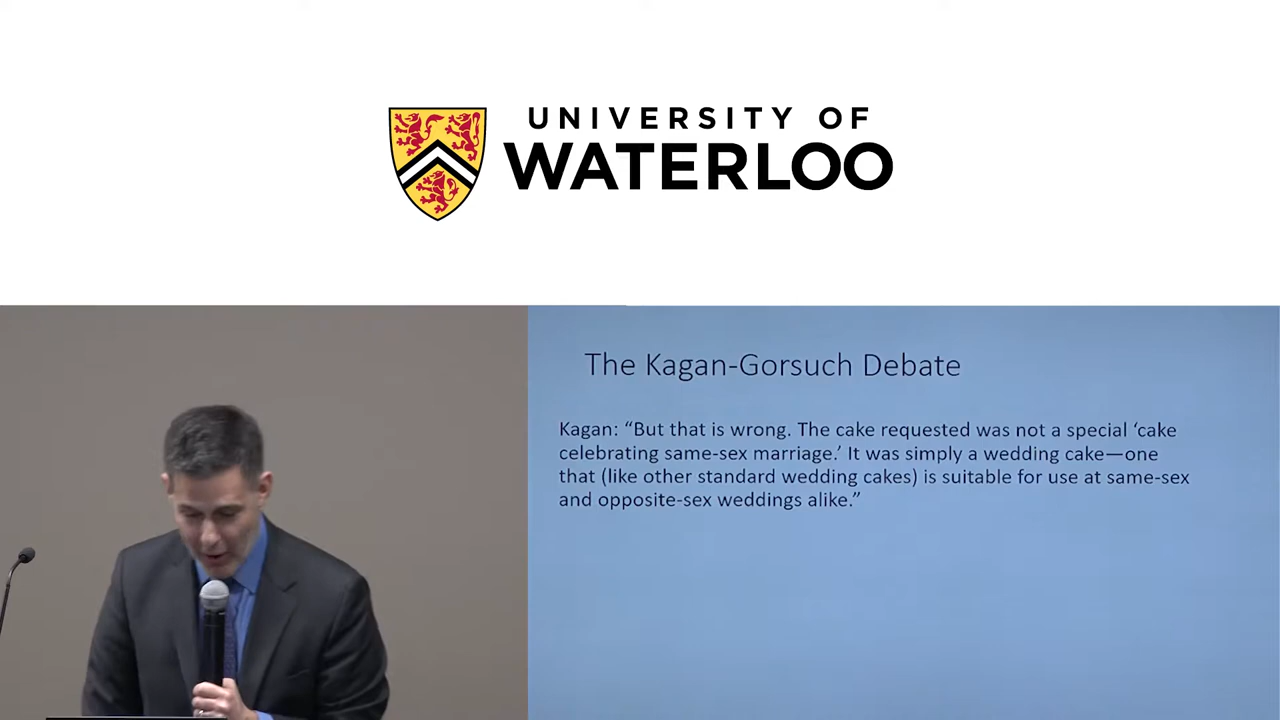 UNIVERSITY OF
WATERLOO
The Kagan-Gorsuch Debate
Kagan: “But that is wrong. The cake requested was not a special ‘cake
celebrating same-sex marriage.’ It was simply a wedding cake—one
that (like other standard wedding cakes) is suitable for use at same-sex
and opposite-sex weddings alike.”